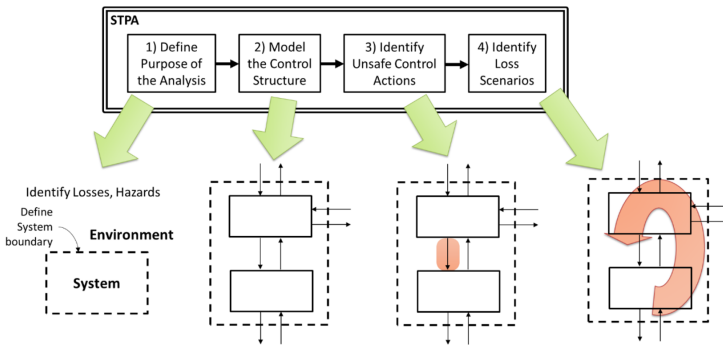 STPA
1) Define
Purpose of
the Analysis
2) Model
the Control
Structure
3) Identify
Unsafe Control
Actions
4) Identify
Loss
Scenarios
Identify Losses, Hazards
Define
System
boundary
Environment
System